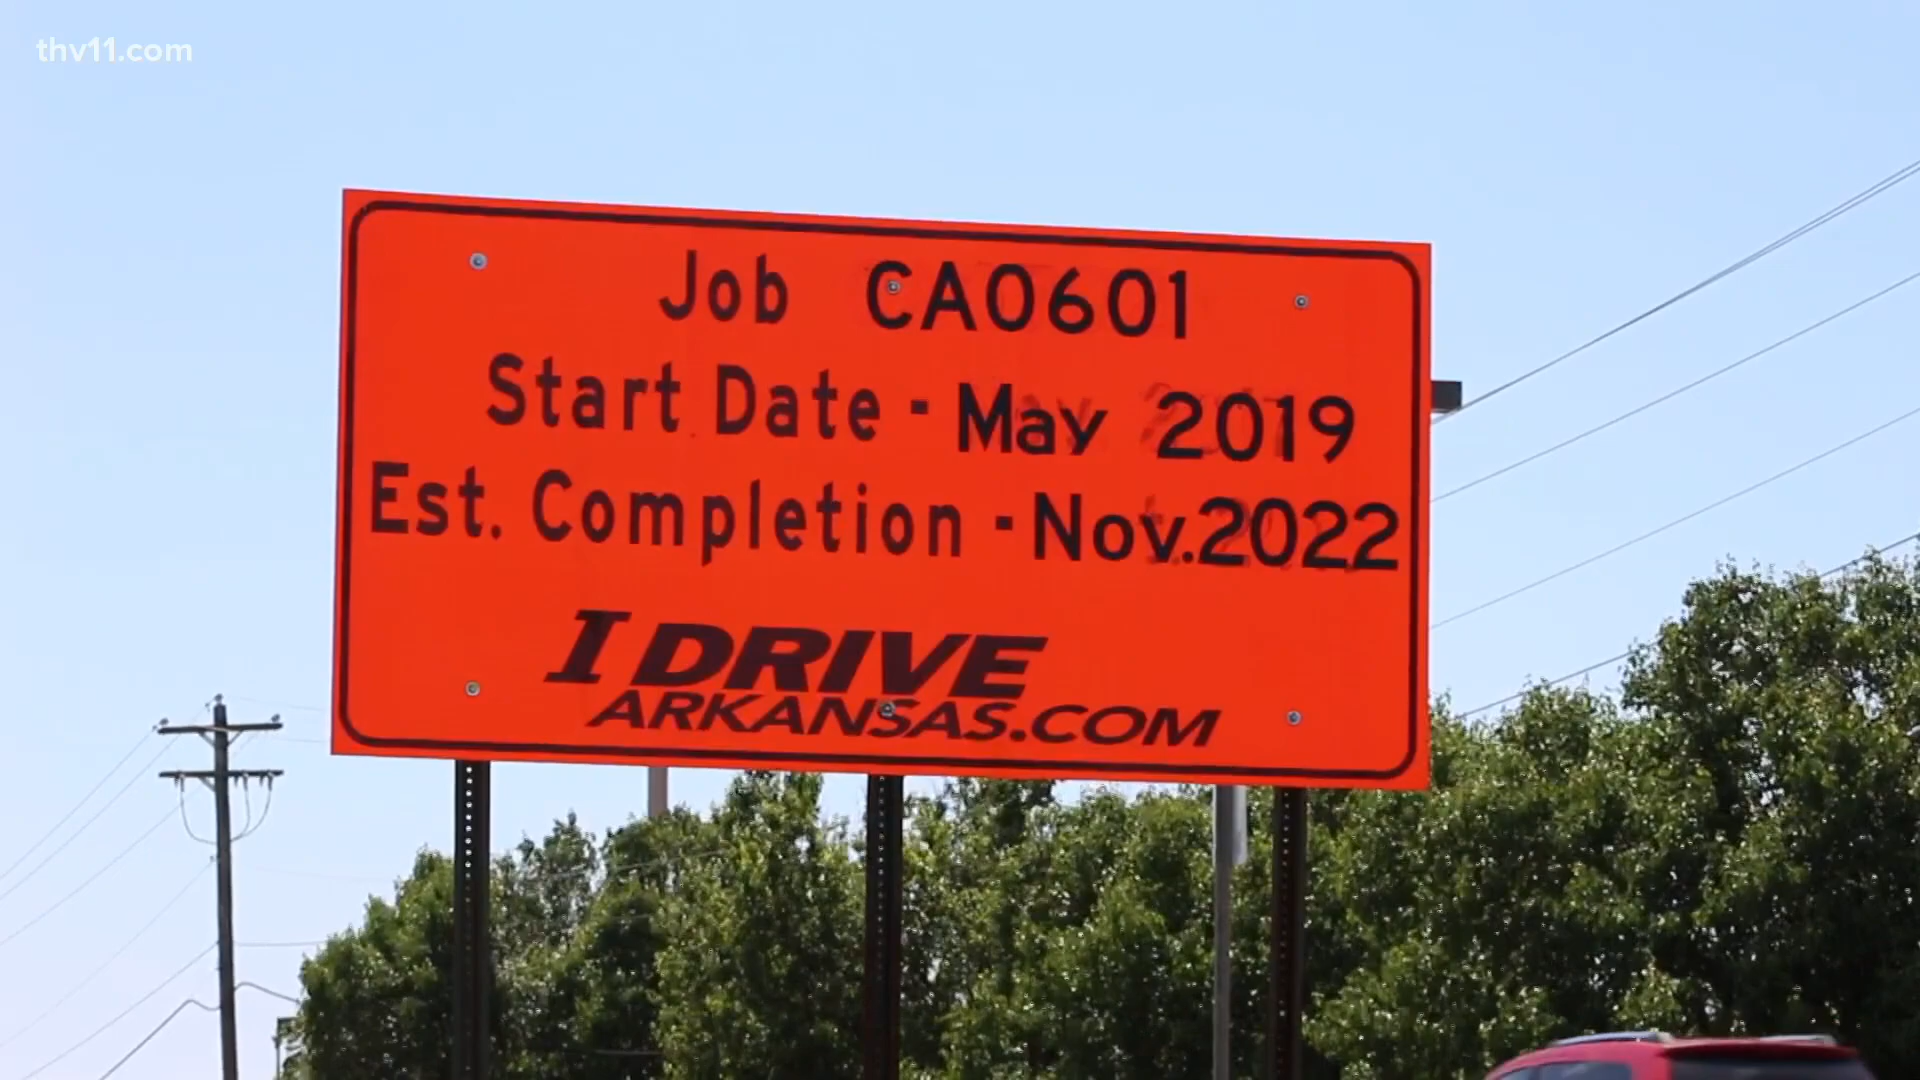 thv11.com
Job CA0601
Start Date - May 2019
Est. Completion - Nov. 2022
I DRIVE
ARKANSAS.COM